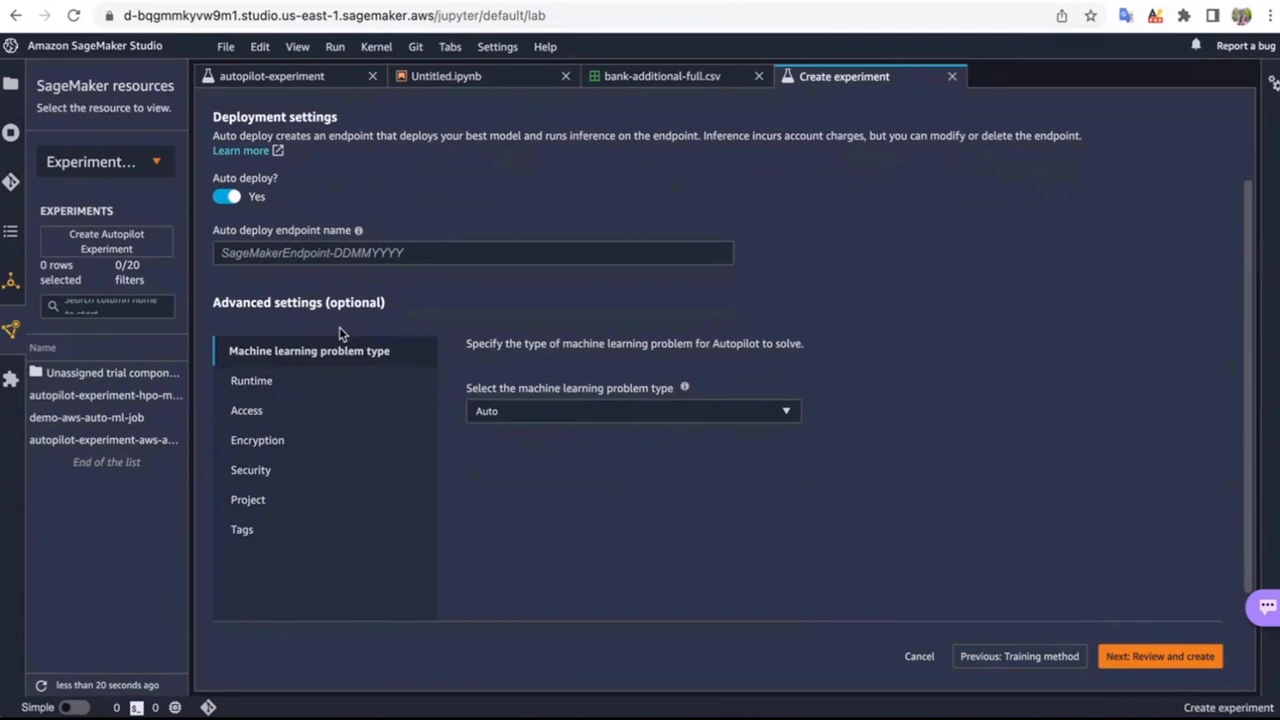 d-bqgmmkyvw9m1.studio.us-east-1.sagemaker.aws/jupyter/default/lab
Amazon SageMaker Studio
File Edit View Run Kernel Git Tabs Settings Help
Report a bug
SageMaker resources
Select the resource to view.
Experiment...
EXPERIMENTS
Create Autopilot
Experiment
0 rows
selected
0/20
filters
Search column name
to start
Name
Unassigned trial compon...
autopilot-experiment-hpo-m...
demo-aws-auto-ml-job
autopilot-experiment-aws-a...
End of the list
less than 20 seconds ago
autopilot-experiment
Untitled.ipynb
bank-additional-full.csv
Create experiment
Deployment settings
Auto deploy creates an endpoint that deploys your best model and runs inference on the endpoint. Inference incurs account charges, but you can modify or delete the endpoint.
Learn more
Auto deploy?
Yes
Auto deploy endpoint name
SageMakerEndpoint-DDMMYYYY
Advanced settings (optional)
Machine learning problem type
Runtime
Access
Encryption
Security
Project
Tags
Specify the type of machine learning problem for Autopilot to solve.
Select the machine learning problem type
Auto
Cancel
Previous: Training method
Next: Review and create
Simple 0 0
Create experiment